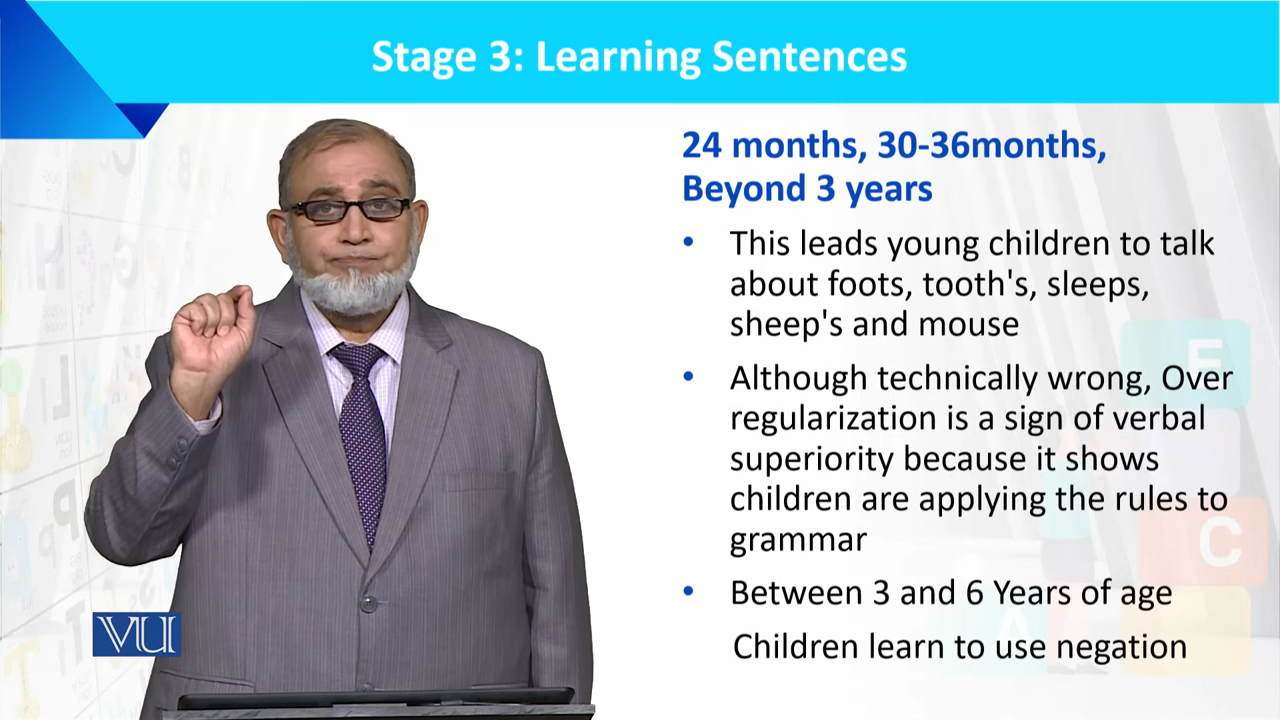 Stage 3: Learning Sentences
24 months, 30-36months,
Beyond 3 years
• This leads young children to talk
about foots, tooth's, sleeps,
sheep's and mouse
• Although technically wrong, Over
regularization is a sign of verbal
superiority because it shows
children are applying the rules to
grammar
• Between 3 and 6 Years of age
Children learn to use negation
VU